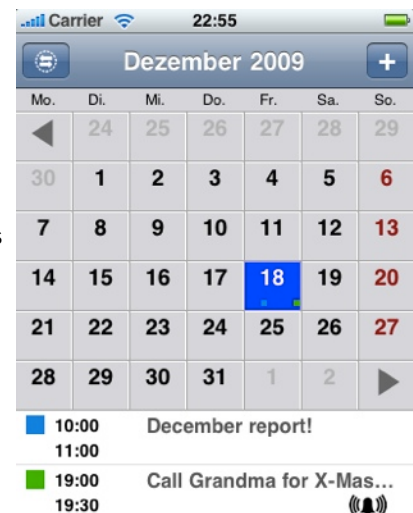 Carrier 22:55
Dezember 2009 +
Mo. Di. Mi. Do. Fr. Sa. So.
24 25 26 27 28 29
30 1 2 3 4 5 6
7 8 9 10 11 12 13
14 15 16 17 18 19 20
21 22 23 24 25 26 27
28 29 30 31 1 2
10:00 December report!
11:00
19:00 Call Grandma for X-Mas...
19:30
s